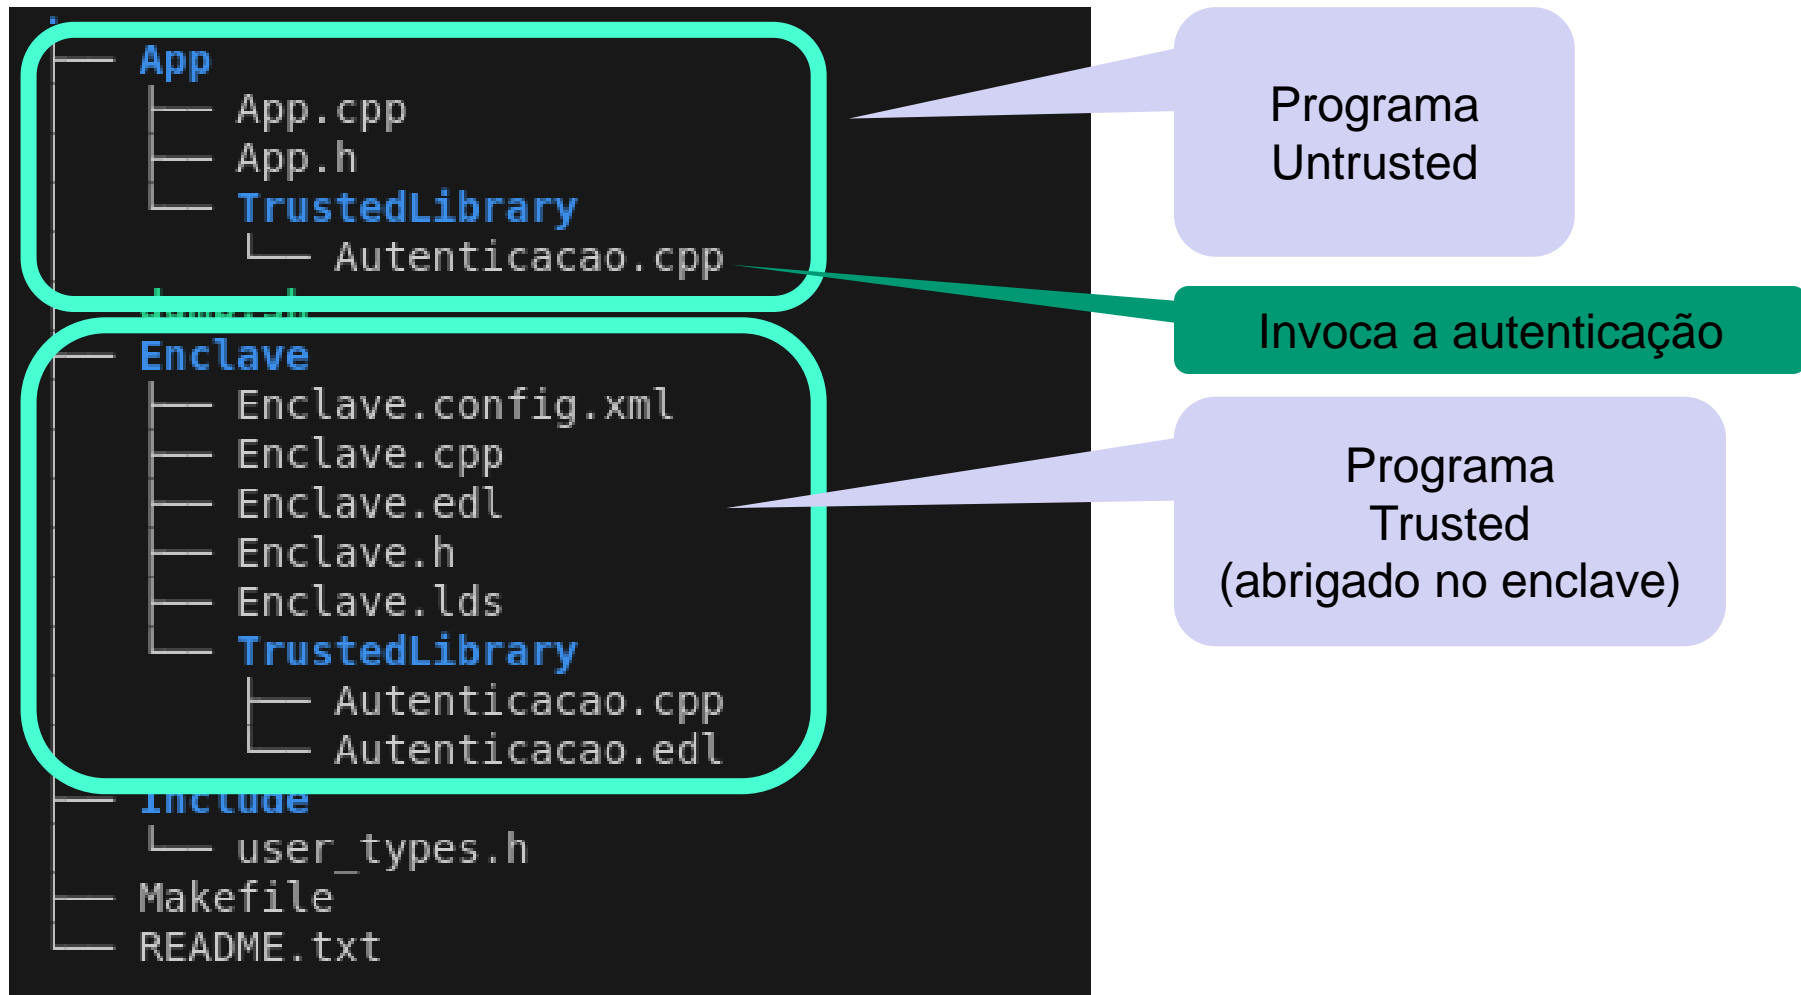 App
App.cpp
App.h
TrustedLibrary
Autenticacao.cpp
Enclave
Enclave.config.xml
Enclave.cpp
Enclave.edl
Enclave.h
Enclave.lds
TrustedLibrary
Autenticacao.cpp
Autenticacao.edl
Include
user_types.h
Makefile
README.txt
Programa
Untrusted
Invoca a autenticação
Programa
Trusted
(abrigado no enclave)